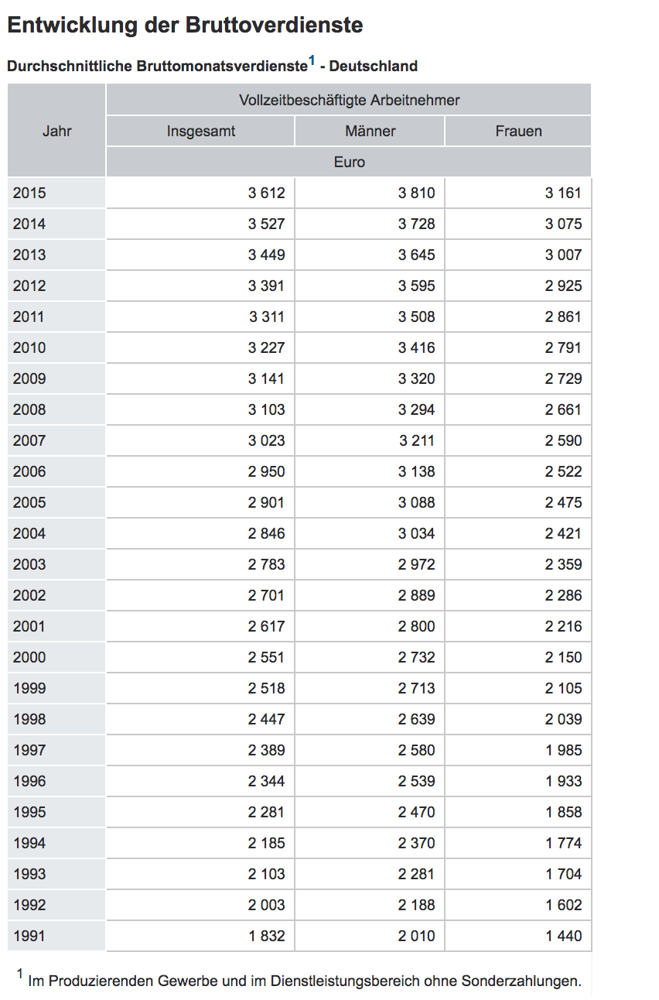 Entwicklung der Bruttoverdienste
Durchschnittliche Bruttomonatsverdienste1 - Deutschland
Jahr
Vollzeitbeschäftigte Arbeitnehmer
Insgesamt Männer Frauen
Euro
2015 3 612 3 810 3 161
2014 3 527 3 728 3 075
2013 3 449 3 645 3 007
2012 3 391 3 595 2 925
2011 3 311 3 508 2 861
2010 3 227 3 416 2 791
2009 3 141 3 320 2 729
2008 3 103 3 294 2 661
2007 3 023 3 211 2 590
2006 2 950 3 138 2 522
2005 2 901 3 088 2 475
2004 2 846 3 034 2 421
2003 2 783 2 972 2 359
2002 2 701 2 889 2 286
2001 2 617 2 800 2 216
2000 2 551 2 732 2 150
1999 2 518 2 713 2 105
1998 2 447 2 639 2 039
1997 2 389 2 580 1 985
1996 2 344 2 539 1 933
1995 2 281 2 470 1 858
1994 2 185 2 370 1 774
1993 2 103 2 281 1 704
1992 2 003 2 188 1 602
1991 1 832 2 010 1 440
1 Im Produzierenden Gewerbe und im Dienstleistungsbereich ohne Sonderzahlungen.